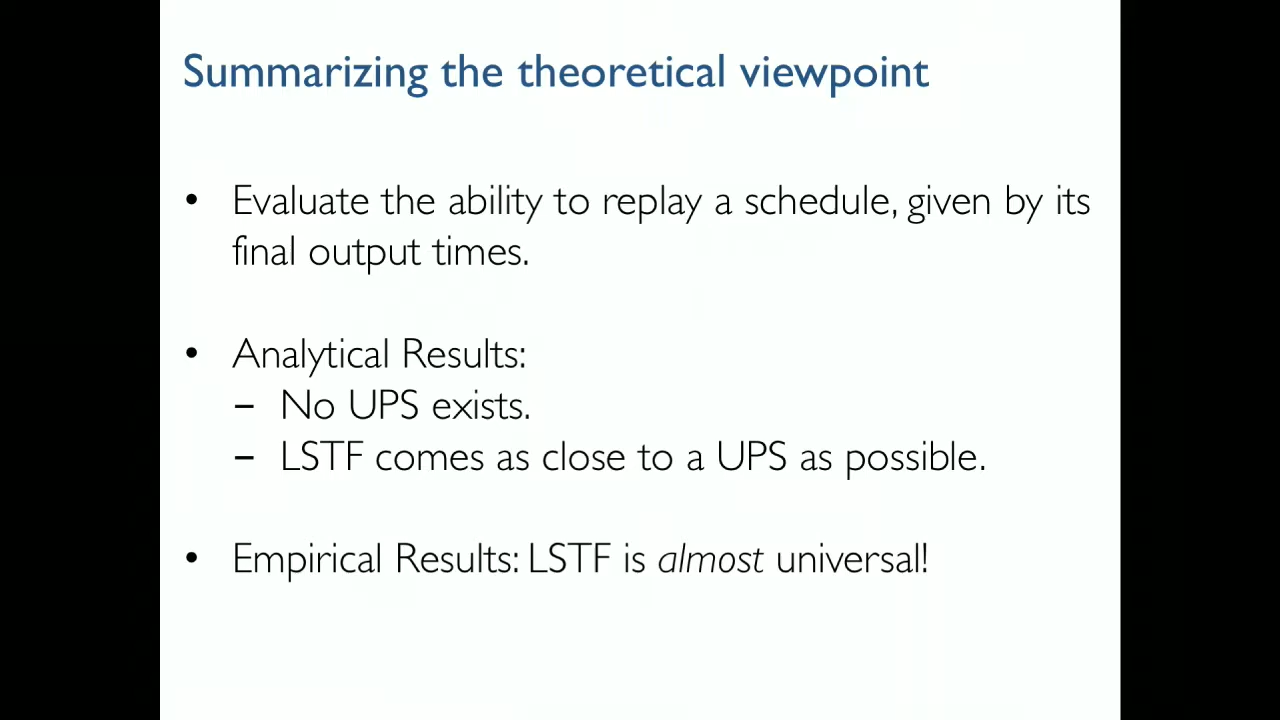 Summarizing the theoretical viewpoint
• Evaluate the ability to replay a schedule, given by its
final output times.
• Analytical Results:
– No UPS exists.
– LSTF comes as close to a UPS as possible.
• Empirical Results: LSTF is almost universal!